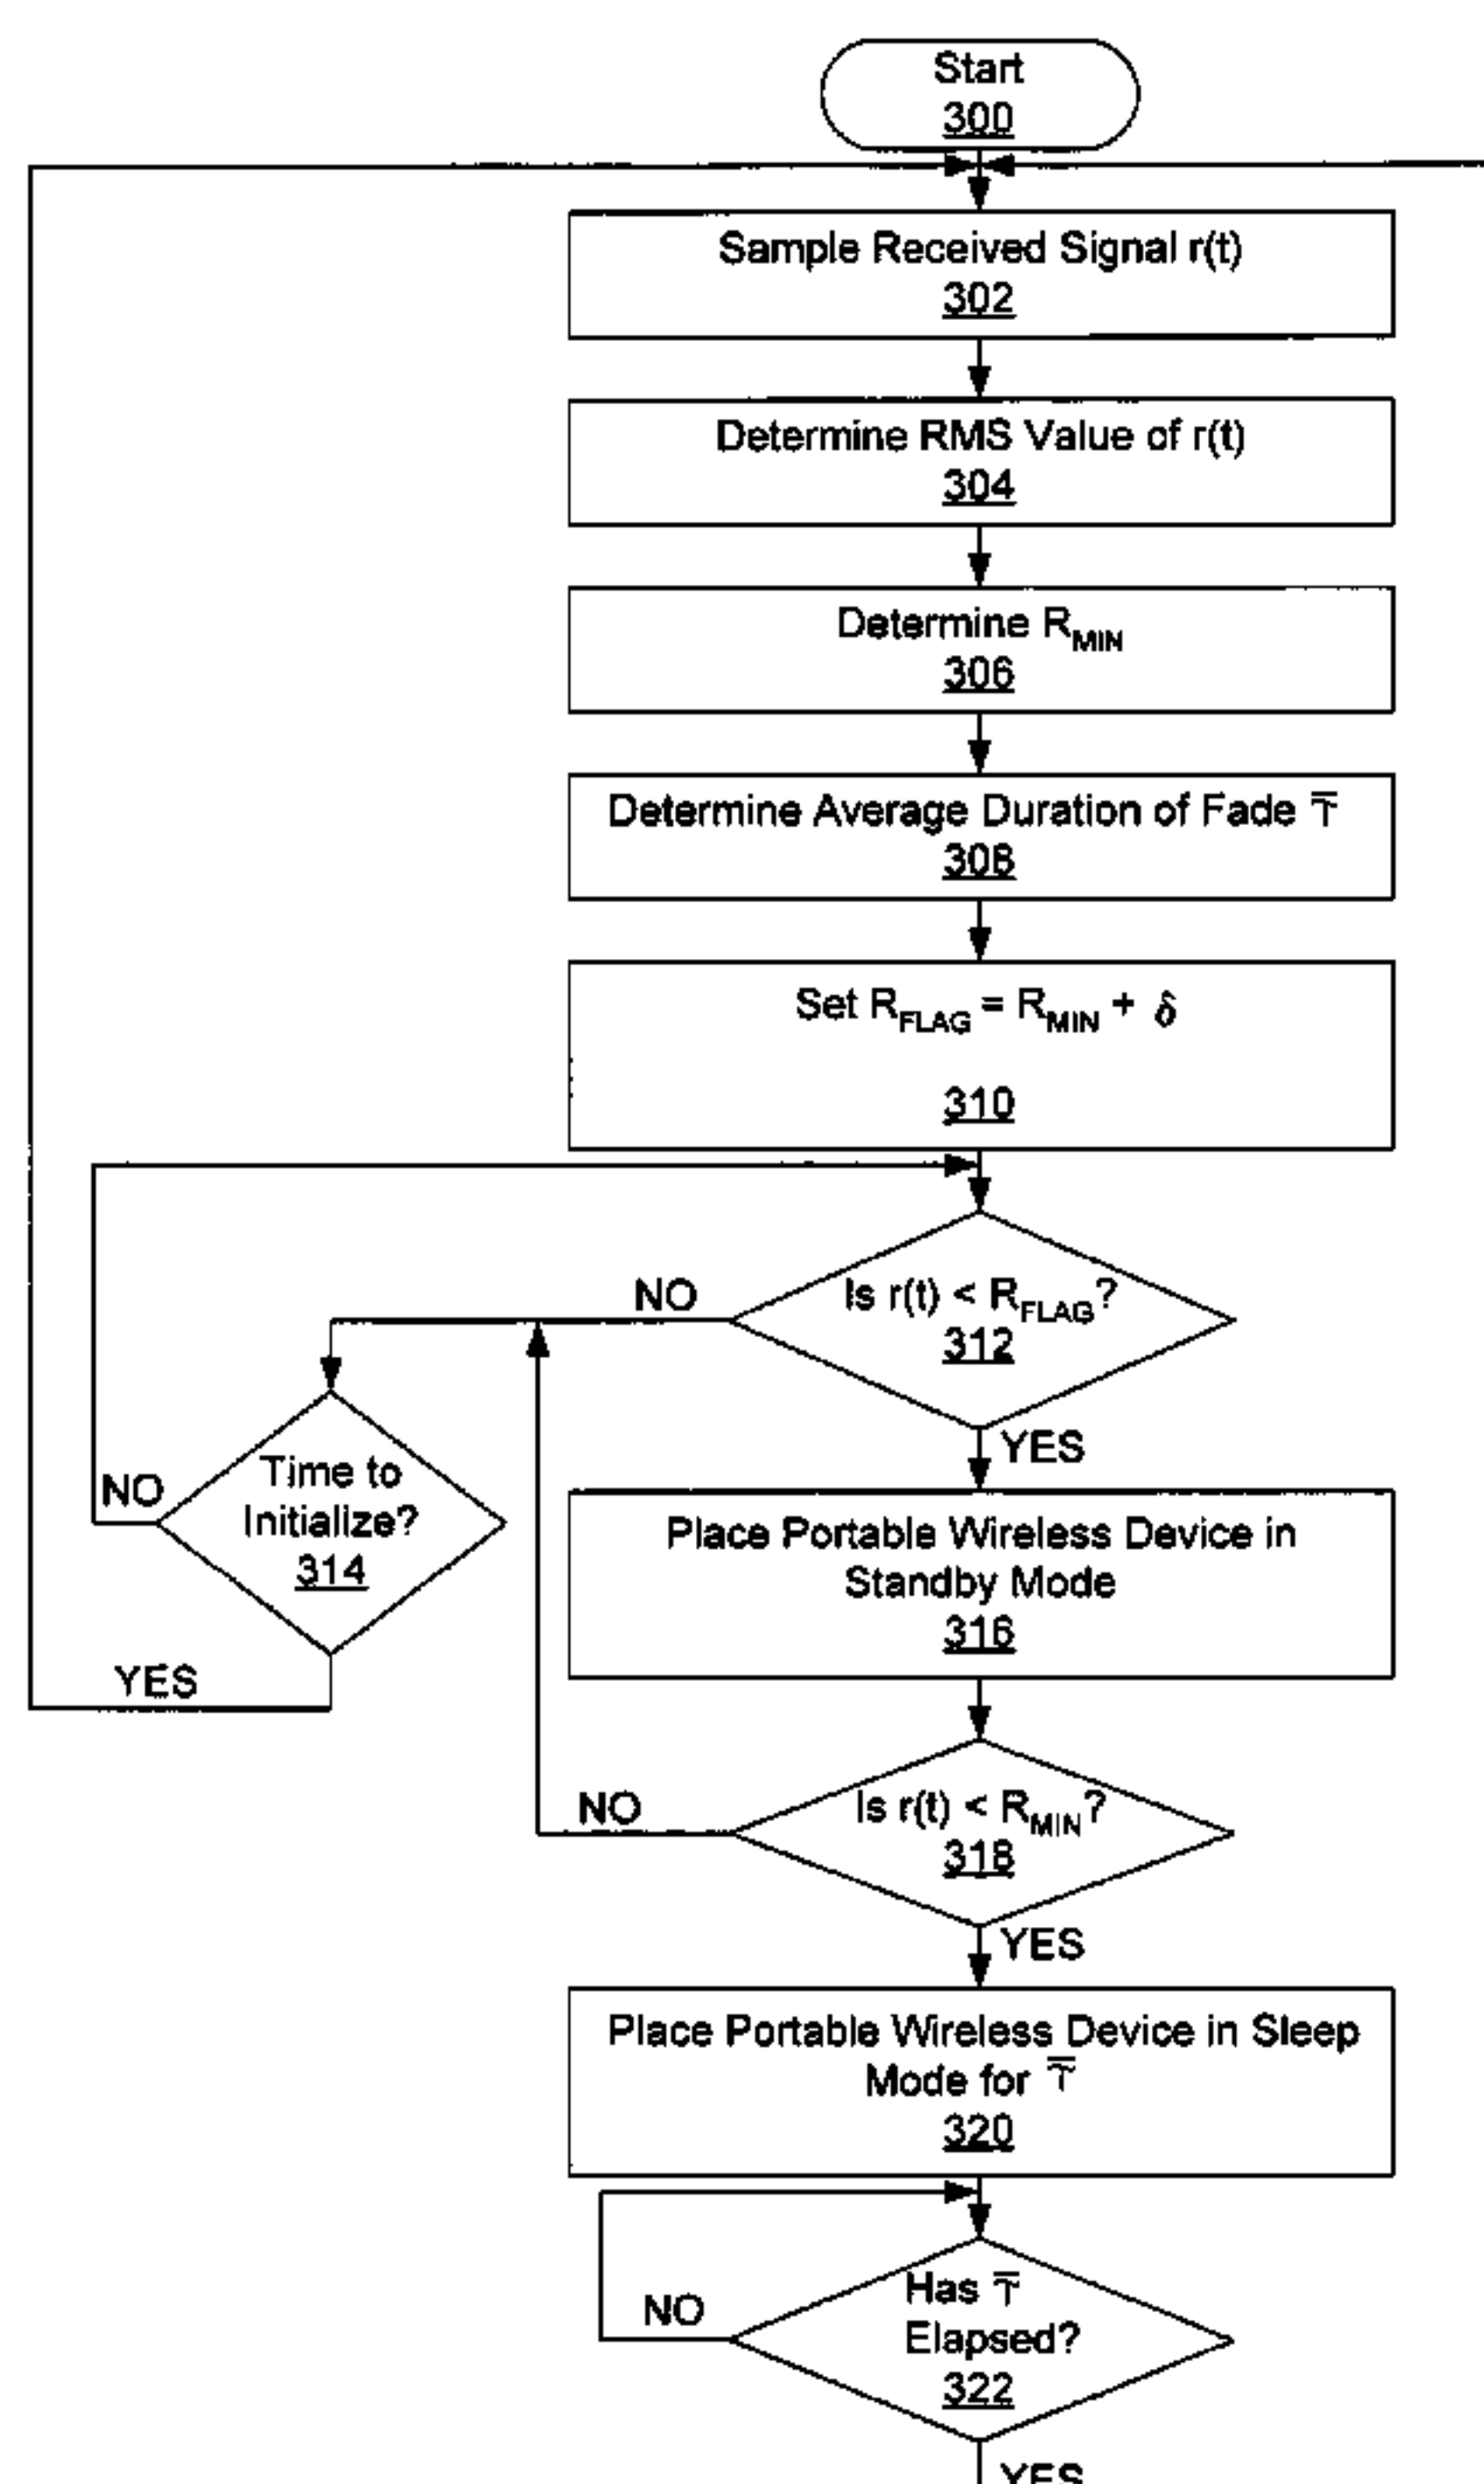 Start
300
Sample Received Signal r(t)
302
Determine RMS Value of r(t)
304
Determine R_MIN
306
Determine Average Duration of Fade τ̅
308
Set R_FLAG = R_MIN + δ
310
Is r(t) < R_FLAG?
312
NO
YES
Time to
Initialize?
314
NO
YES
Place Portable Wireless Device in
Standby Mode
316
Is r(t) < R_MIN?
318
NO
YES
Place Portable Wireless Device in Sleep
Mode for τ̅
320
Has τ̅
Elapsed?
322
NO
YES